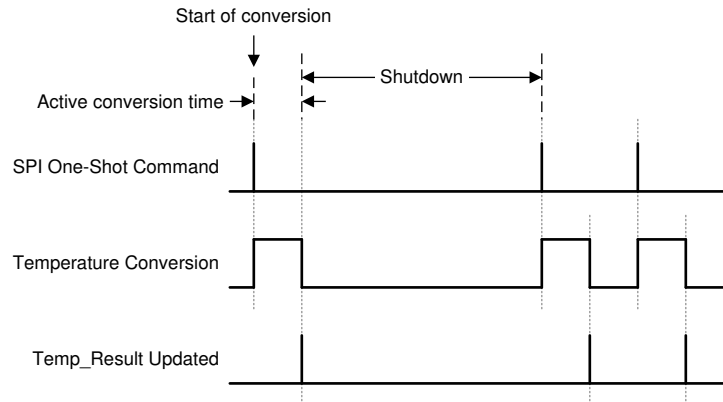 Start of conversion
Shutdown
Active conversion time
SPI One-Shot Command
Temperature Conversion
Temp_Result Updated